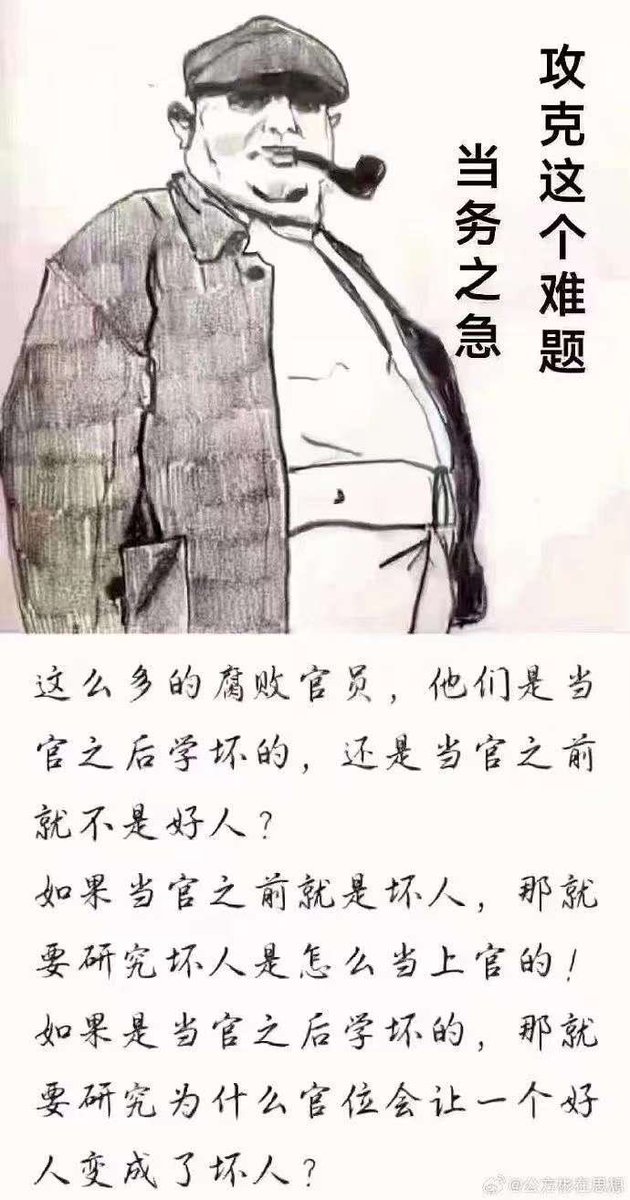 攻克这个难题
当务之急
这么多的腐败官员，他们是当
官之后学坏的，还是当官之前
就不是好人？
如果当官之前就是坏人，那就
要研究坏人是怎么当上官的！
如果是当官之后学坏的，那就
要研究为什么官位会让一个好
人变成了坏人？